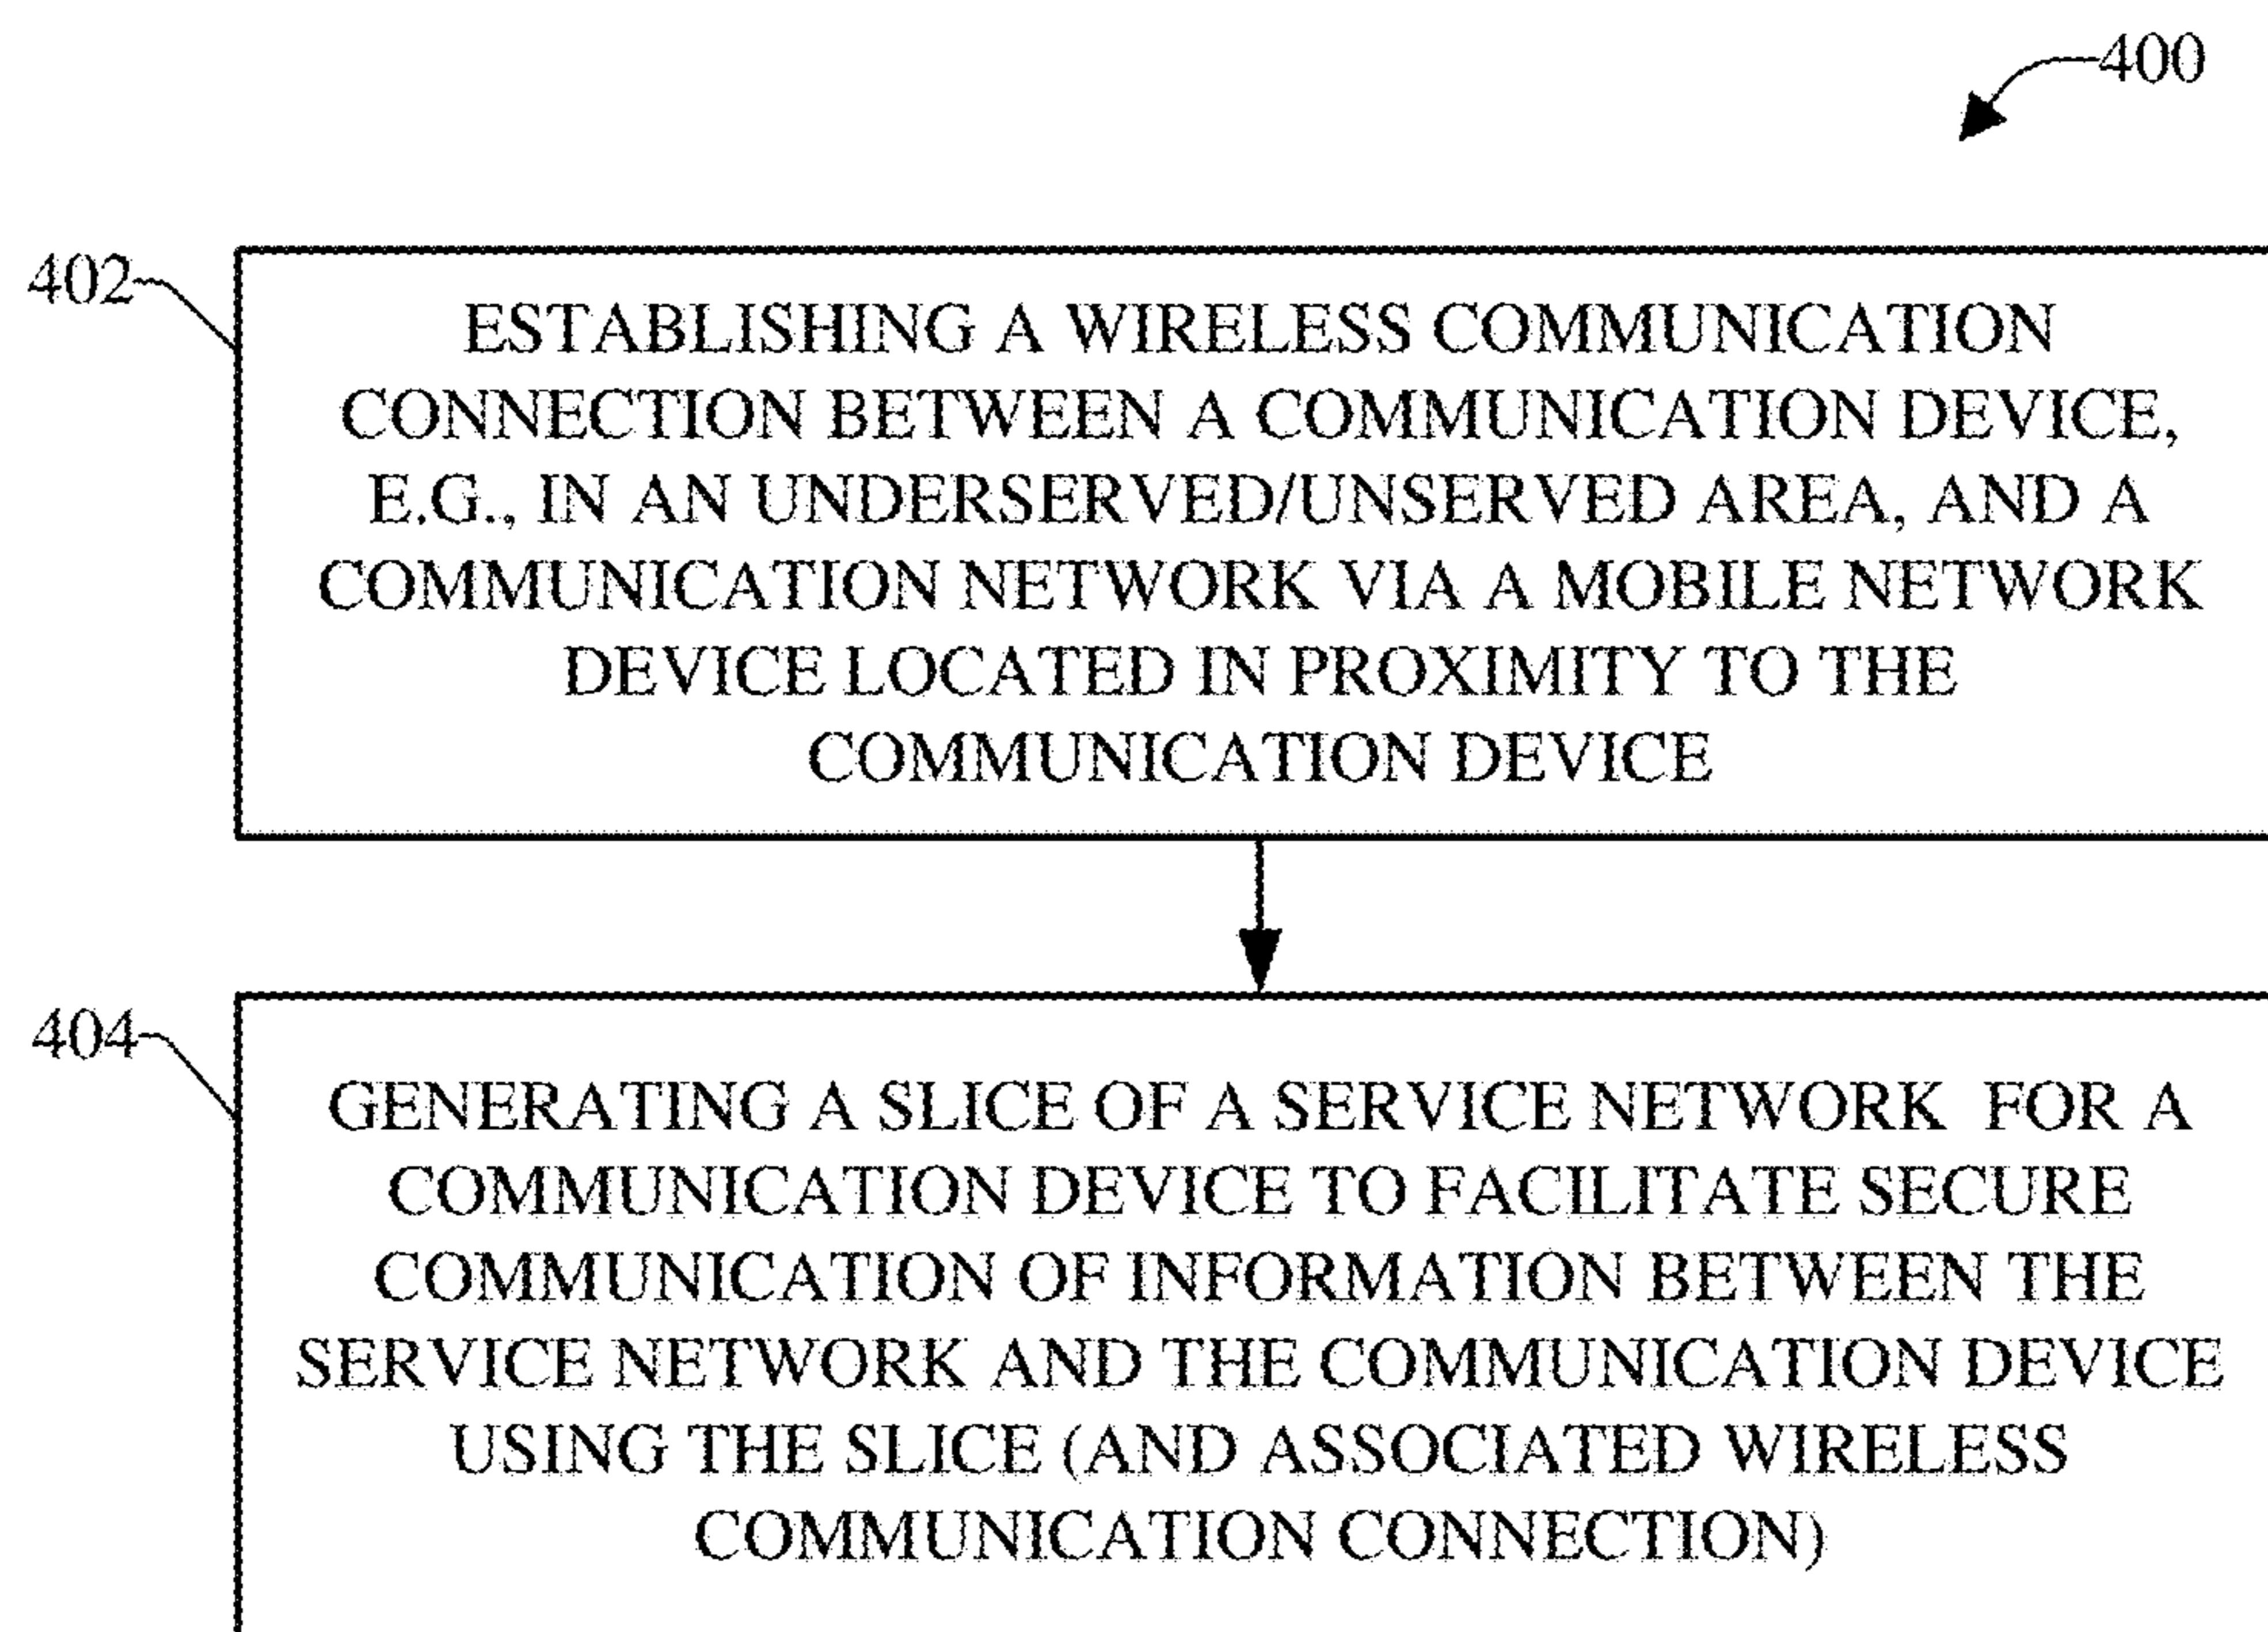 400
402
ESTABLISHING A WIRELESS COMMUNICATION
CONNECTION BETWEEN A COMMUNICATION DEVICE,
E.G., IN AN UNDERSERVED/UNSERVED AREA, AND A
COMMUNICATION NETWORK VIA A MOBILE NETWORK
DEVICE LOCATED IN PROXIMITY TO THE
COMMUNICATION DEVICE
404
GENERATING A SLICE OF A SERVICE NETWORK FOR A
COMMUNICATION DEVICE TO FACILITATE SECURE
COMMUNICATION OF INFORMATION BETWEEN THE
SERVICE NETWORK AND THE COMMUNICATION DEVICE
USING THE SLICE (AND ASSOCIATED WIRELESS
COMMUNICATION CONNECTION)